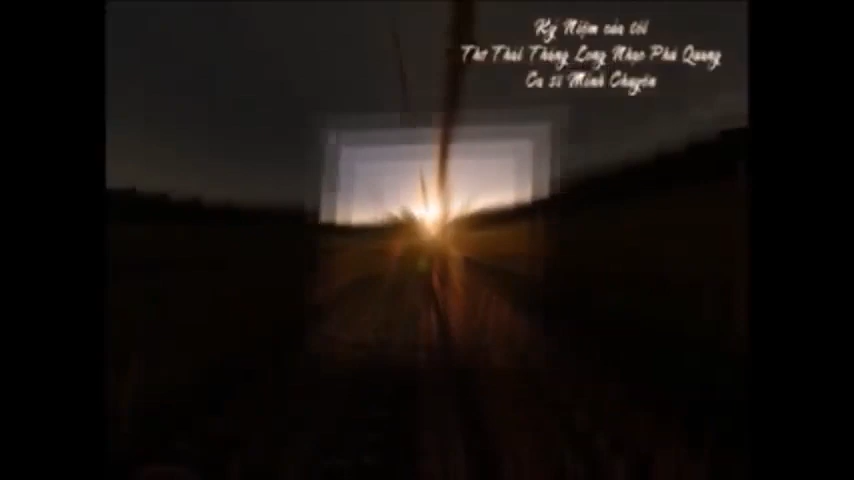 Kỷ Niệm của tôi
Thơ Thái Thăng Long Nhạc Phú Quang
Ca sĩ Minh Chuyên